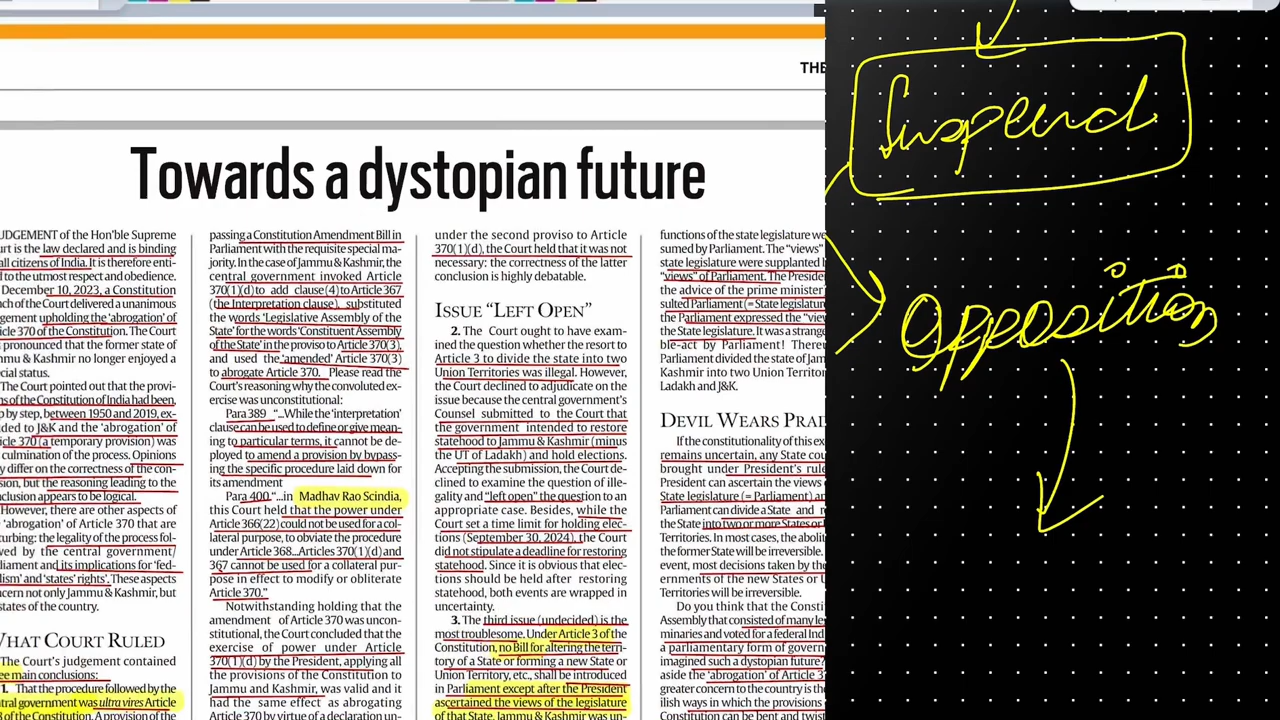 THE
Towards a dystopian future
UDGEMENT of the Hon'ble Supreme
urt is the law declared and is binding
all citizens of India. It is therefore enti-
d to the utmost respect and obedience.
December 10, 2023, a Constitution
nch of the Court delivered a unanimous
gement upholding the 'abrogation' of
icle 370 of the Constitution. The Court
pronounced that the former state of
mmu & Kashmir no longer enjoyed a
cial status.
The Court pointed out that the provi-
ns of the Constitution of India had been,
p by step, between 1950 and 2019, ex-
ded to J&K and the 'abrogation' of
icle 370 (a temporary provision) was
culmination of the process. Opinions
y differ on the correctness of the con-
sion, but the reasoning leading to the
nclusion appears to be logical.
However, there are other aspects of
'abrogation' of Article 370 that are
turbing: the legality of the process fol-
wed by the central government/
liament and its implications for 'fed-
lism' and 'states' rights'. These aspects
ncern not only Jammu & Kashmir, but
states of the country.
WHAT COURT RULED
The Court's judgement contained
ee main conclusions:
1. That the procedure followed by the
ntral government was ultra vires Article
8 of the Constitution. A provision of the
passing a Constitution Amendment Bill in
Parliament with the requisite special ma-
jority. In the case of Jammu & Kashmir, the
central government invoked Article
370(1)(d) to add clause(4) to Article 367
(the Interpretation clause), substituted
the words 'Legislative Assembly of the
State' for the words 'Constituent Assembly
of the State' in the proviso to Article 370(3),
and used the 'amended' Article 370(3)
to abrogate Article 370. Please read the
Court's reasoning why the convoluted ex-
ercise was unconstitutional:
Para 389 "...While the 'interpretation'
clause can be used to define or give mean-
ing to particular terms, it cannot be de-
ployed to amend a provision by bypass-
ing the specific procedure laid down for
its amendment
Para 400 "...in Madhav Rao Scindia,
this Court held that the power under
Article 366(22) could not be used for a col-
lateral purpose, to obviate the procedure
under Article 368...Articles 370(1)(d) and
367 cannot be used for a collateral pur-
pose in effect to modify or obliterate
Article 370."
Notwithstanding holding that the
amendment of Article 370 was uncon-
stitutional, the Court concluded that the
exercise of power under Article
370(1)(d) by the President, applying all
the provisions of the Constitution to
Jammu and Kashmir, was valid and it
had the same effect as abrogating
Article 370 by virtue of a declaration un-
under the second proviso to Article
370(1)(d), the Court held that it was not
necessary: the correctness of the latter
conclusion is highly debatable.
ISSUE "LEFT OPEN"
2. The Court ought to have exam-
ined the question whether the resort to
Article 3 to divide the state into two
Union Territories was illegal. However,
the Court declined to adjudicate on the
issue because the central government's
Counsel submitted to the Court that
the government intended to restore
statehood to Jammu & Kashmir (minus
the UT of Ladakh) and hold elections.
Accepting the submission, the Court de-
clined to examine the question of ille-
gality and "left open" the question to an
appropriate case. Besides, while the
Court set a time limit for holding elec-
tions (September 30, 2024), the Court
did not stipulate a deadline for restoring
statehood. Since it is obvious that elec-
tions should be held after restoring
statehood, both events are wrapped in
uncertainty.
3. The third issue (undecided) is the
most troublesome. Under Article 3 of the
Constitution, no Bill for altering the terri-
tory of a State or forming a new State or
Union Territory, etc., shall be introduced
in Parliament except after the President
ascertained the views of the legislature
of that State. Jammu & Kashmir was un-
functions of the state legislature
sumed by Parliament. The "views"
state legislature were supplanted
"views" of Parliament. The Presid
the advice of the prime minister
sulted Parliament (= State legislatur
the Parliament expressed the "view
the State legislature. It was a strang
ble-act by Parliament! Thereu
Parliament divided the state of Jam
Kashmir into two Union Territor
Ladakh and J&K.
DEVIL WEARS PRAD
If the constitutionality of this ex
remains uncertain, any State cou
brought under President's rule
President can ascertain the views
State legislature (= Parliament) an
Parliament can divide a State and r
the State into two or more States or
Territories. In most cases, the aboliti
the former State will be irreversible.
event, most decisions taken by the
ernments of the new States or U
Territories will be irreversible.
Do you think that the Consti
Assembly that consisted of many le
minaries and voted for a federal Ind
a parliamentary form of govern
imagined such a dystopian future?
aside the 'abrogation' of Article 3
greater concern to the country is th
ilish ways in which the provisions
Constitution can be bent and twist
Suspend
Opposition